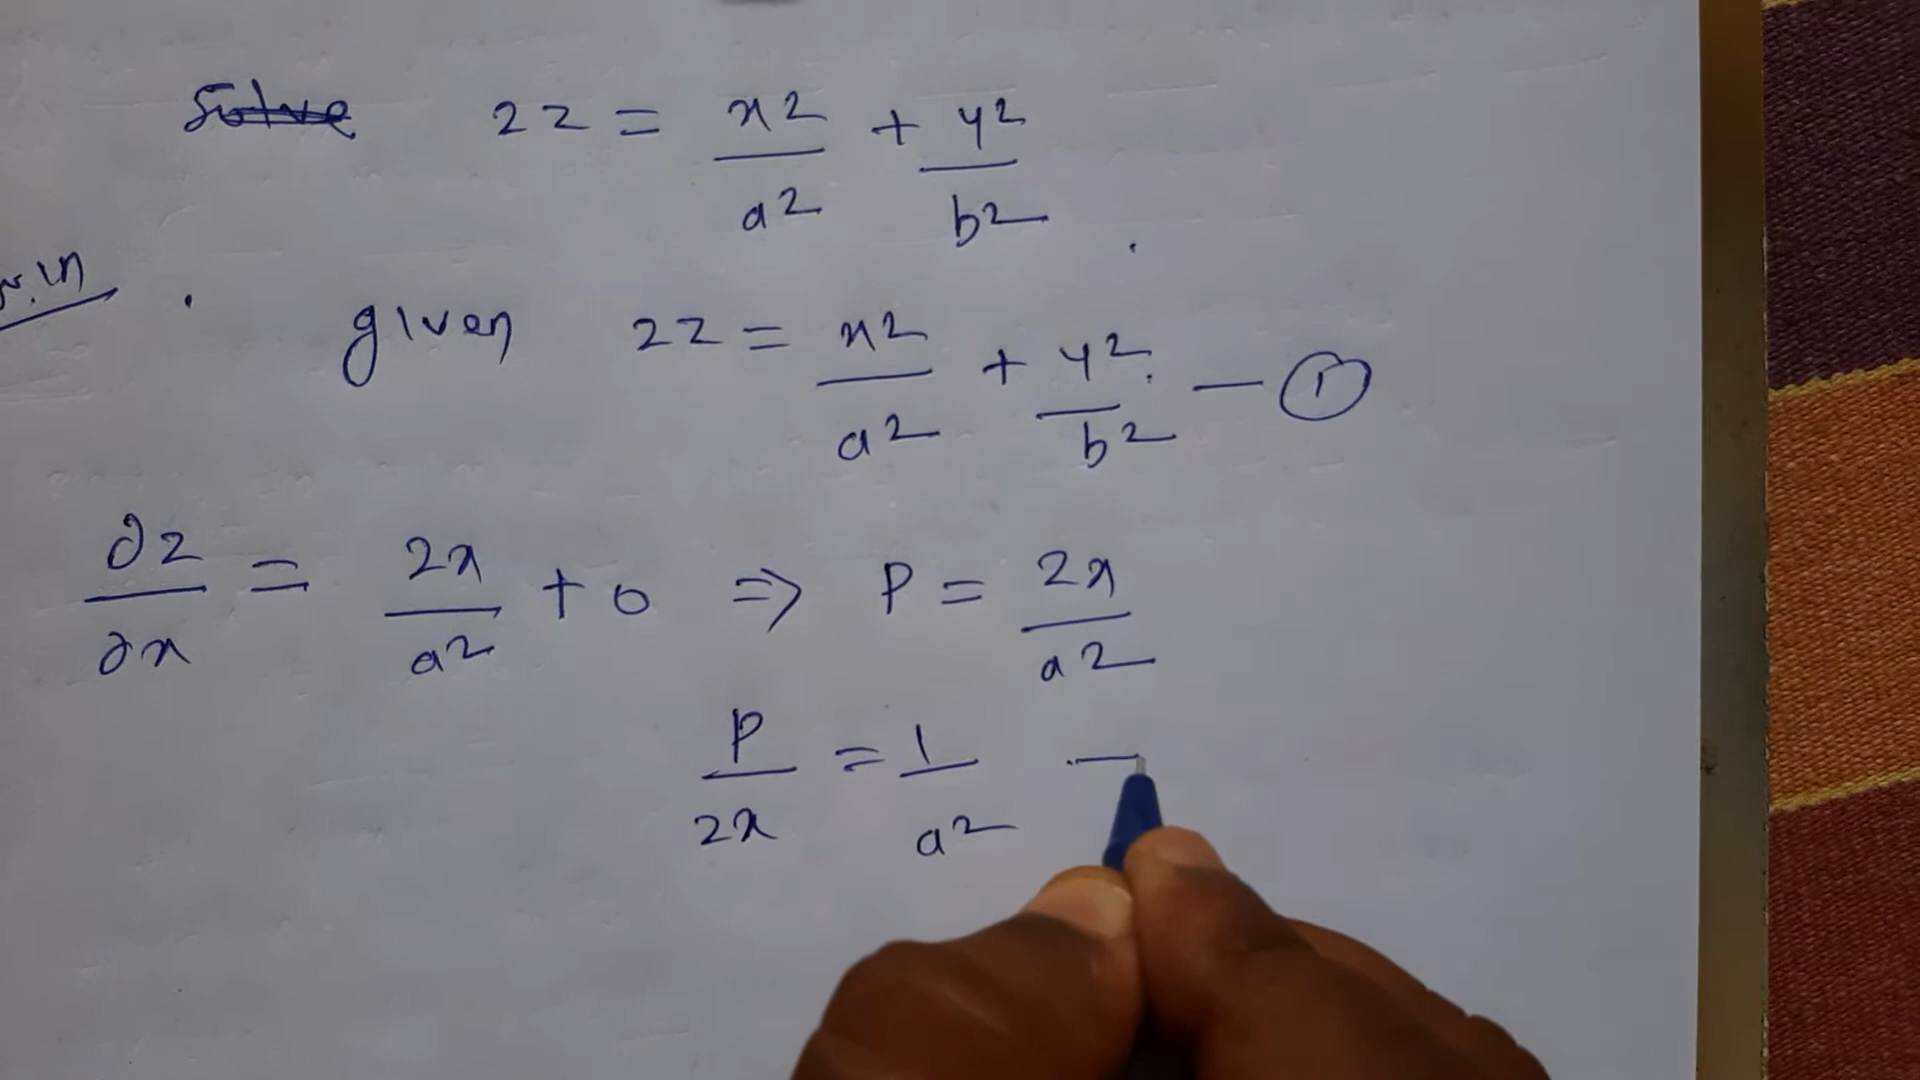 Solve 2z = x²/a² + y²/b²
given 2z = x²/a² + y²/b² — ①
∂z/∂x = 2x/a² + 0 ⇒ P = 2x/a²
P/2x = 1/a² —